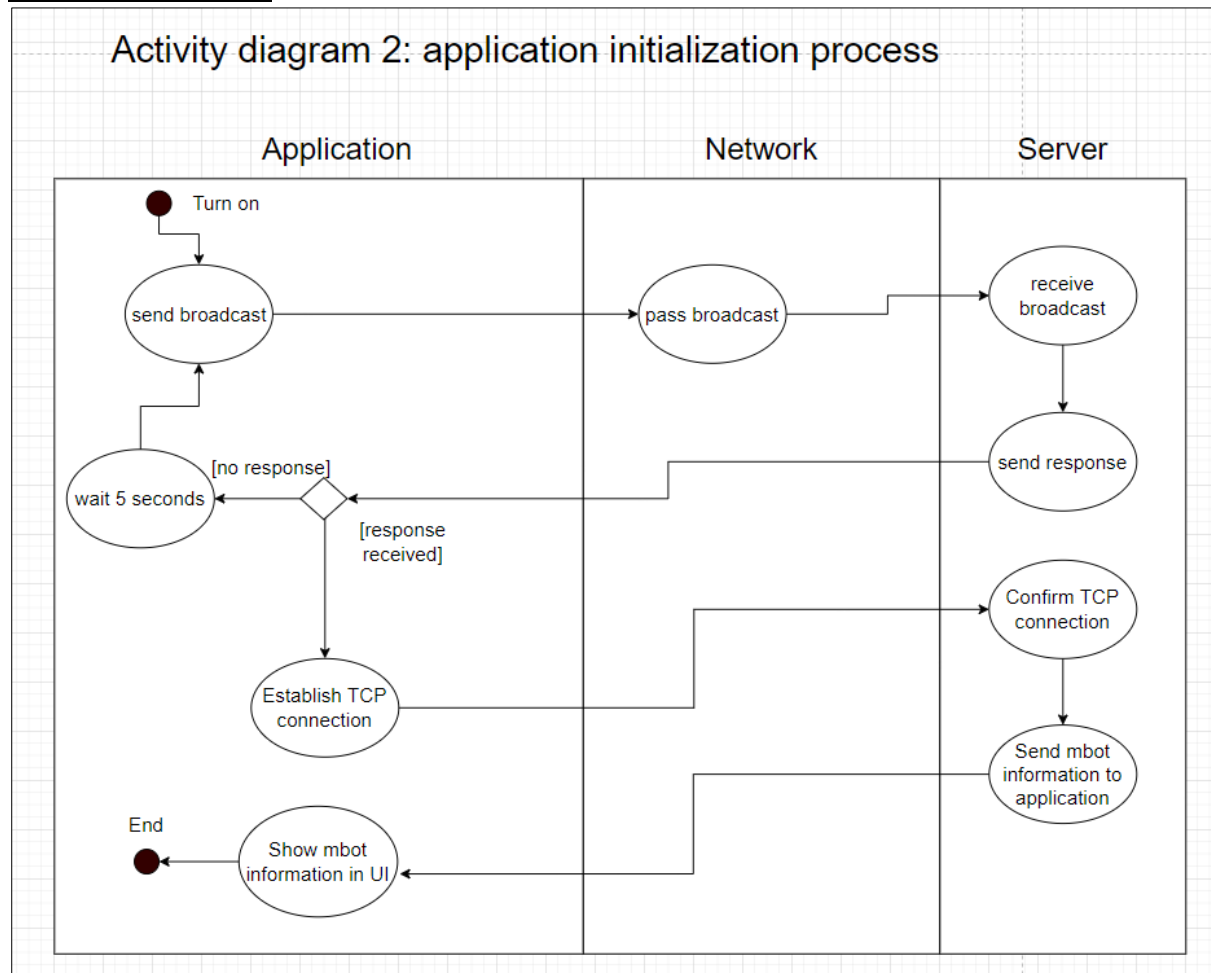 Activity diagram 2: application initialization process
Application
Network
Server
Turn on
send broadcast
pass broadcast
receive
broadcast
send response
[no response]
wait 5 seconds
[response
received]
Confirm TCP
connection
Establish TCP
connection
Send mbot
information to
application
End
Show mbot
information in UI